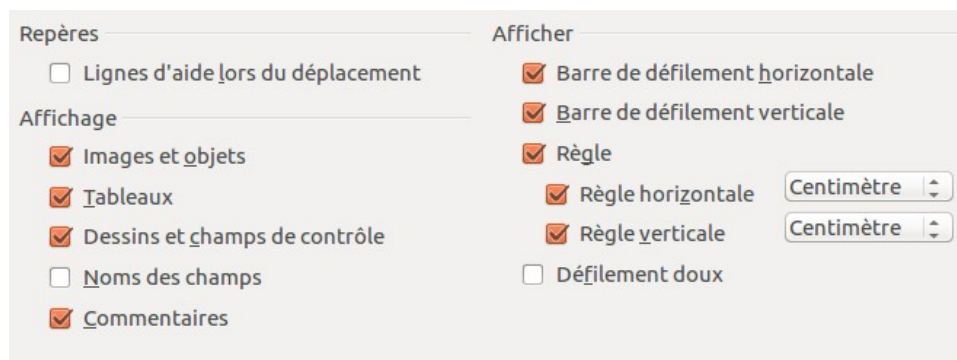 Repères
Lignes d'aide lors du déplacement
Affichage
Images et objets
Tableaux
Dessins et champs de contrôle
Noms des champs
Commentaires
Afficher
Barre de défilement horizontale
Barre de défilement verticale
Règle
Règle horizontale Centimètre
Règle verticale Centimètre
Défilement doux